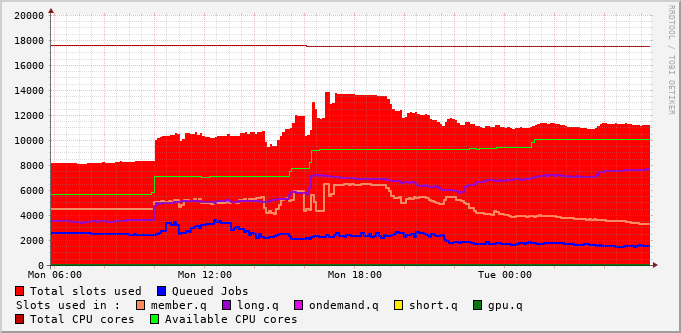 20000
18000
16000
14000
12000
10000
8000
6000
4000
2000
0
Mon 06:00 Mon 12:00 Mon 18:00 Tue 00:00
Total slots used Queued Jobs
Slots used in : member.q long.q ondemand.q short.q gpu.q
Total CPU cores Available CPU cores
RRDTOOL / TOBI OETIKER